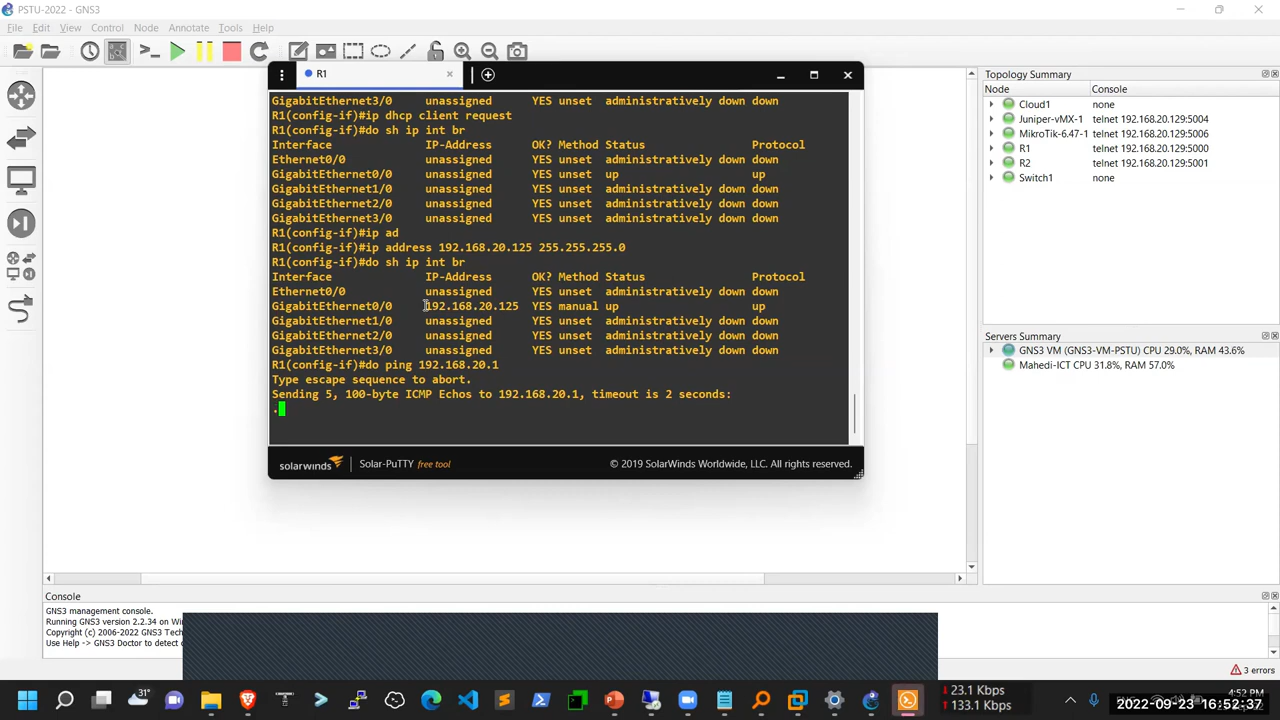 PSTU-2022 - GNS3
File Edit View Control Node Annotate Tools Help
R1
GigabitEthernet3/0 unassigned YES unset administratively down down
R1(config-if)#ip dhcp client request
R1(config-if)#do sh ip int br
Interface IP-Address OK? Method Status Protocol
Ethernet0/0 unassigned YES unset administratively down down
GigabitEthernet0/0 unassigned YES unset up up
GigabitEthernet1/0 unassigned YES unset administratively down down
GigabitEthernet2/0 unassigned YES unset administratively down down
GigabitEthernet3/0 unassigned YES unset administratively down down
R1(config-if)#ip ad
R1(config-if)#ip address 192.168.20.125 255.255.255.0
R1(config-if)#do sh ip int br
Interface IP-Address OK? Method Status Protocol
Ethernet0/0 unassigned YES unset administratively down down
GigabitEthernet0/0 192.168.20.125 YES manual up up
GigabitEthernet1/0 unassigned YES unset administratively down down
GigabitEthernet2/0 unassigned YES unset administratively down down
GigabitEthernet3/0 unassigned YES unset administratively down down
R1(config-if)#do ping 192.168.20.1
Type escape sequence to abort.
Sending 5, 100-byte ICMP Echos to 192.168.20.1, timeout is 2 seconds:
.
solarwinds Solar-PuTTY free tool © 2019 SolarWinds Worldwide, LLC. All rights reserved.
Topology Summary
Node Console
Cloud1 none
Juniper-vMX-1 telnet 192.168.20.129:5004
MikroTik-6.47-1 telnet 192.168.20.129:5006
R1 telnet 192.168.20.129:5000
R2 telnet 192.168.20.129:5001
Switch1 none
Servers Summary
GNS3 VM (GNS3-VM-PSTU) CPU 29.0%, RAM 43.6%
Mahedi-ICT CPU 31.8%, RAM 57.0%
Console
GNS3 management console.
Running GNS3 version 2.2.34 on Wi
Copyright (c) 2006-2022 GNS3 Tech
Use Help -> GNS3 Doctor to detect
3 errors
31°
23.1 Kbps
133.1 Kbps
4:52 PM
2022-09-23 16:52:37